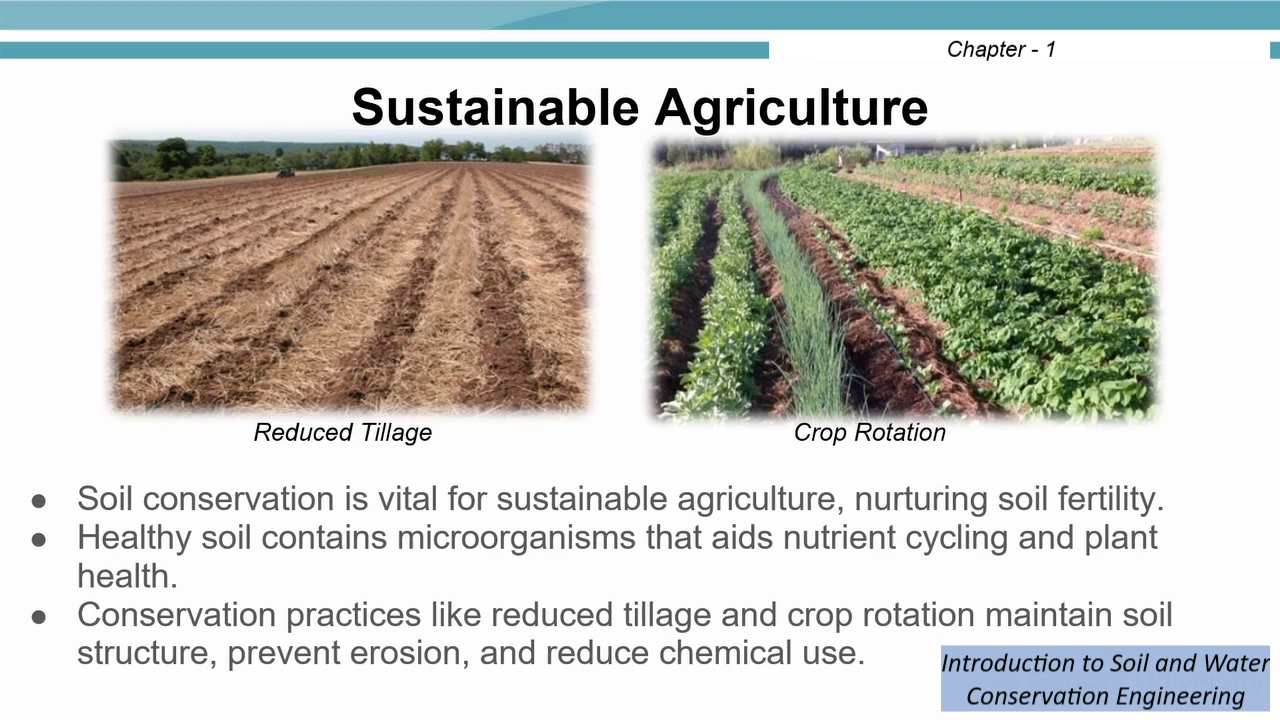 Chapter - 1
Sustainable Agriculture
Reduced Tillage
Crop Rotation
● Soil conservation is vital for sustainable agriculture, nurturing soil fertility.
● Healthy soil contains microorganisms that aids nutrient cycling and plant
health.
● Conservation practices like reduced tillage and crop rotation maintain soil
structure, prevent erosion, and reduce chemical use.
Introduction to Soil and Water
Conservation Engineering